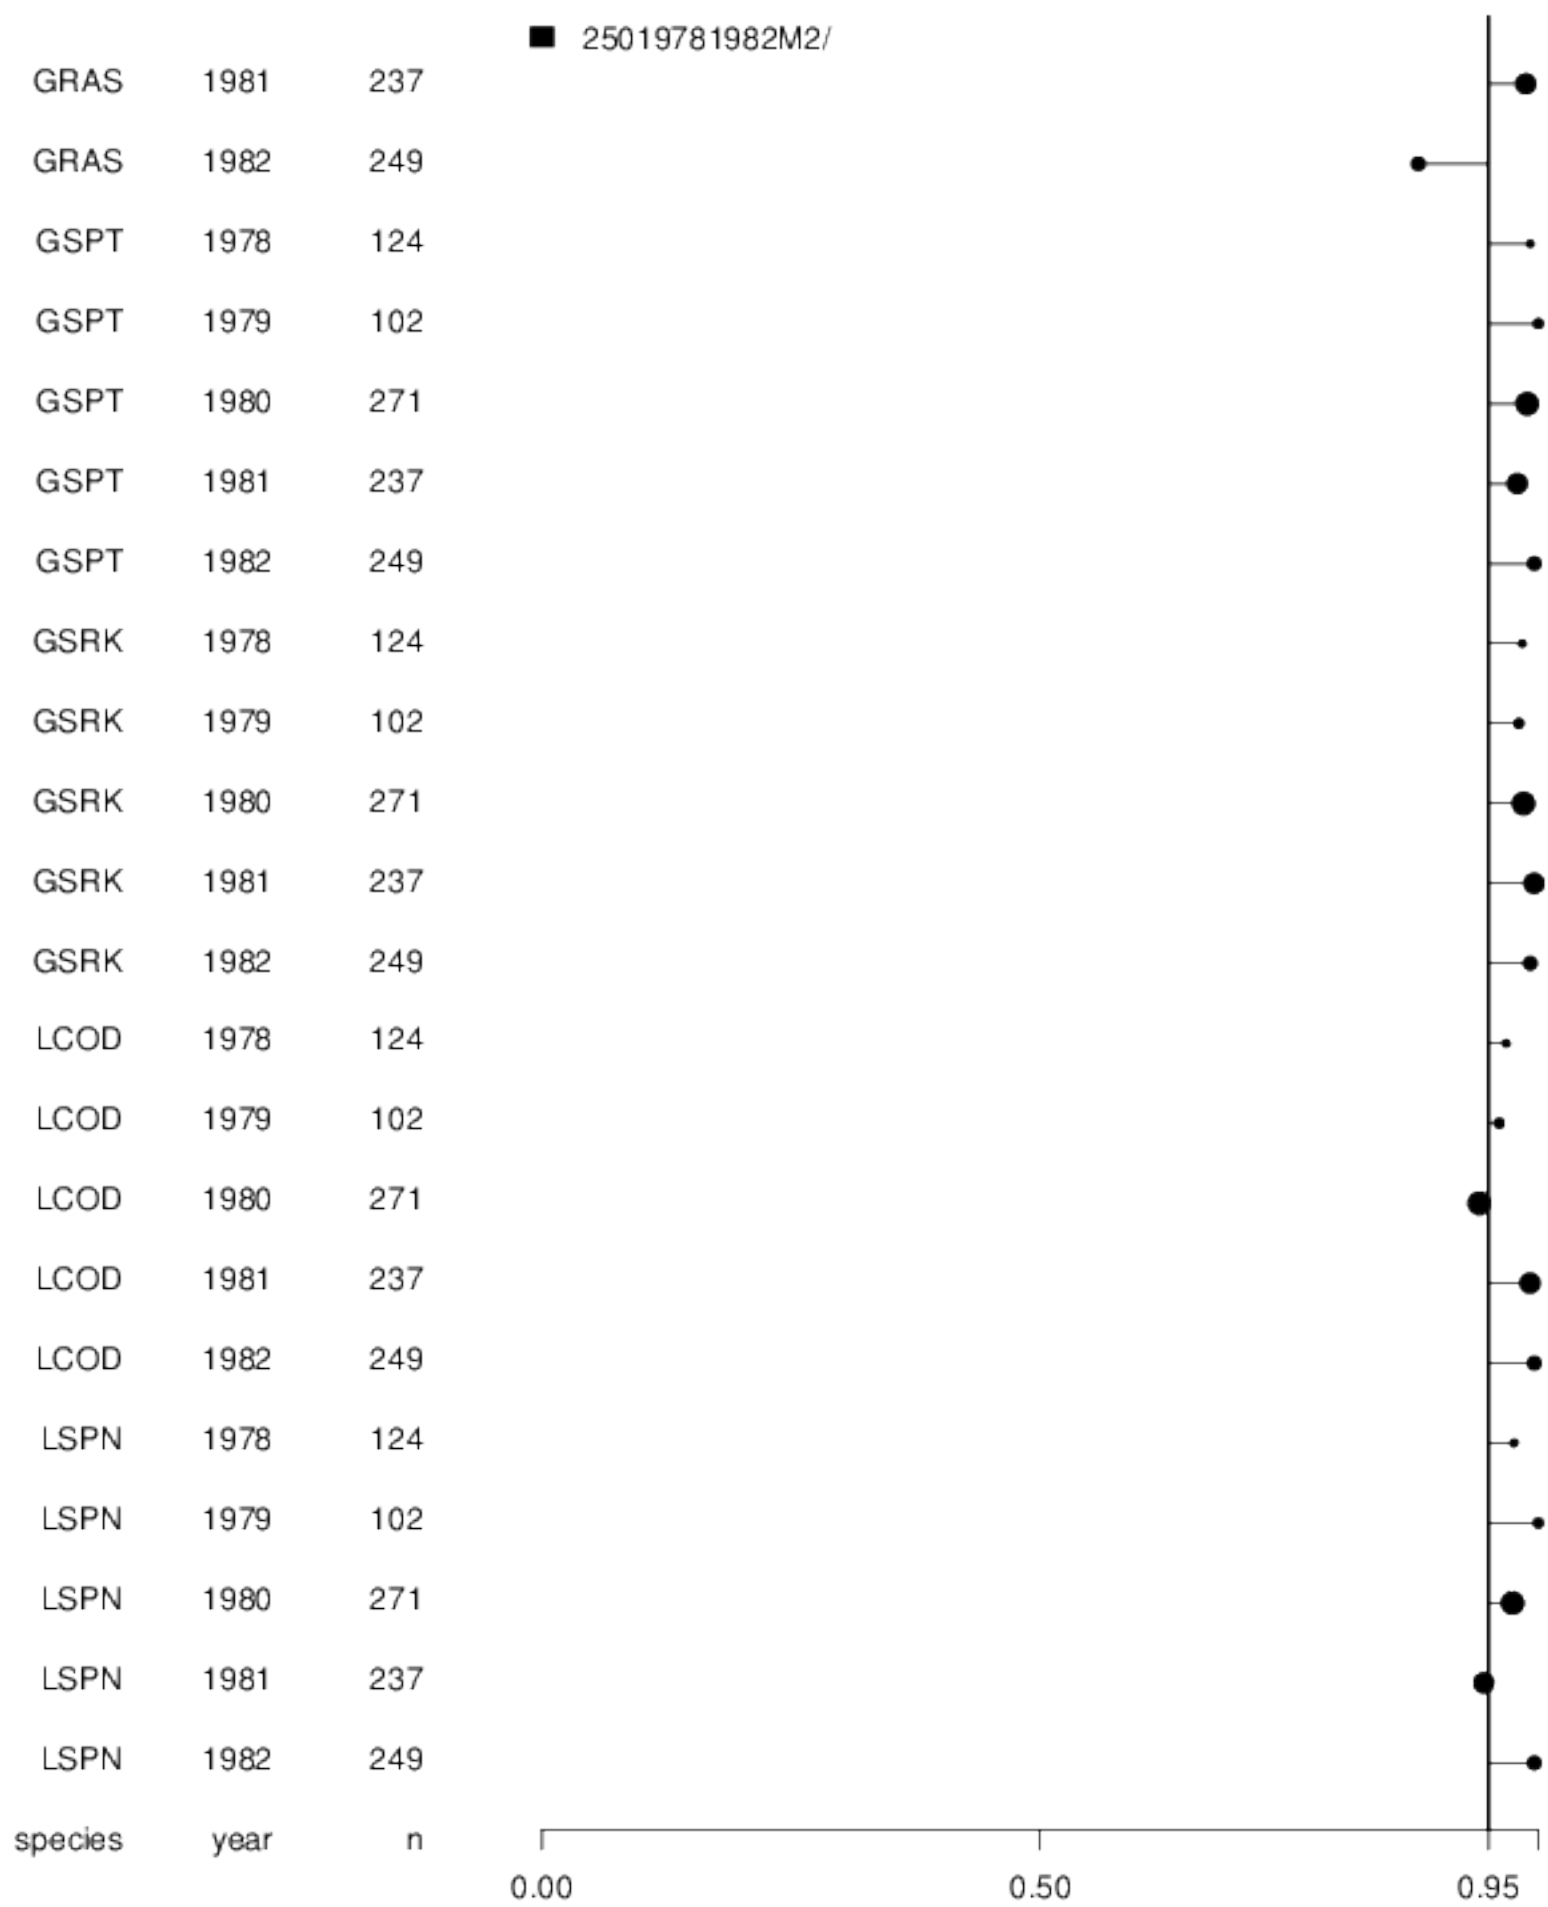 25019781982M2/
GRAS 1981 237
GRAS 1982 249
GSPT 1978 124
GSPT 1979 102
GSPT 1980 271
GSPT 1981 237
GSPT 1982 249
GSRK 1978 124
GSRK 1979 102
GSRK 1980 271
GSRK 1981 237
GSRK 1982 249
LCOD 1978 124
LCOD 1979 102
LCOD 1980 271
LCOD 1981 237
LCOD 1982 249
LSPN 1978 124
LSPN 1979 102
LSPN 1980 271
LSPN 1981 237
LSPN 1982 249
species year n
0.00 0.50 0.95